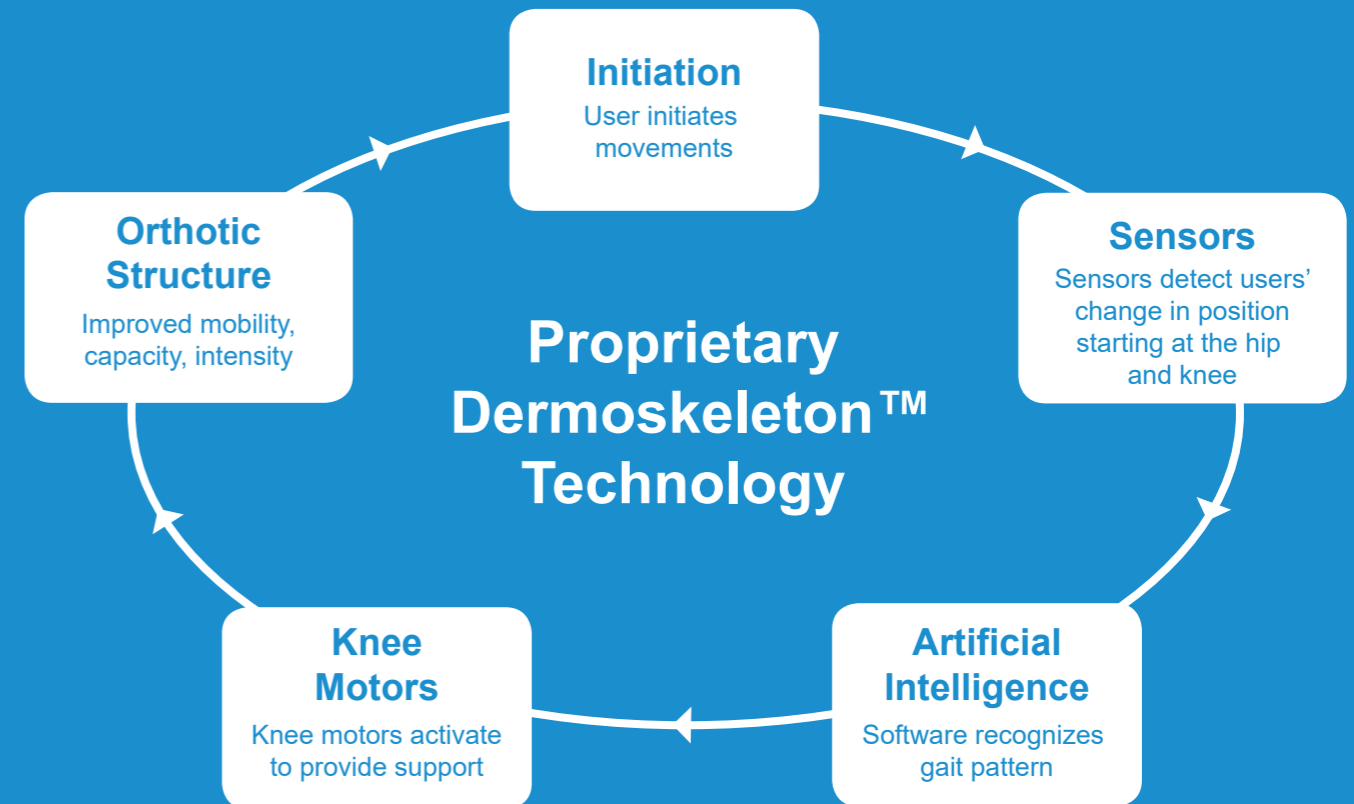 Initiation
User initiates
movements
Sensors
Sensors detect users’
change in position
starting at the hip
and knee
Artificial
Intelligence
Software recognizes
gait pattern
Knee
Motors
Knee motors activate
to provide support
Orthotic
Structure
Improved mobility,
capacity, intensity
Proprietary
Dermoskeleton™
Technology